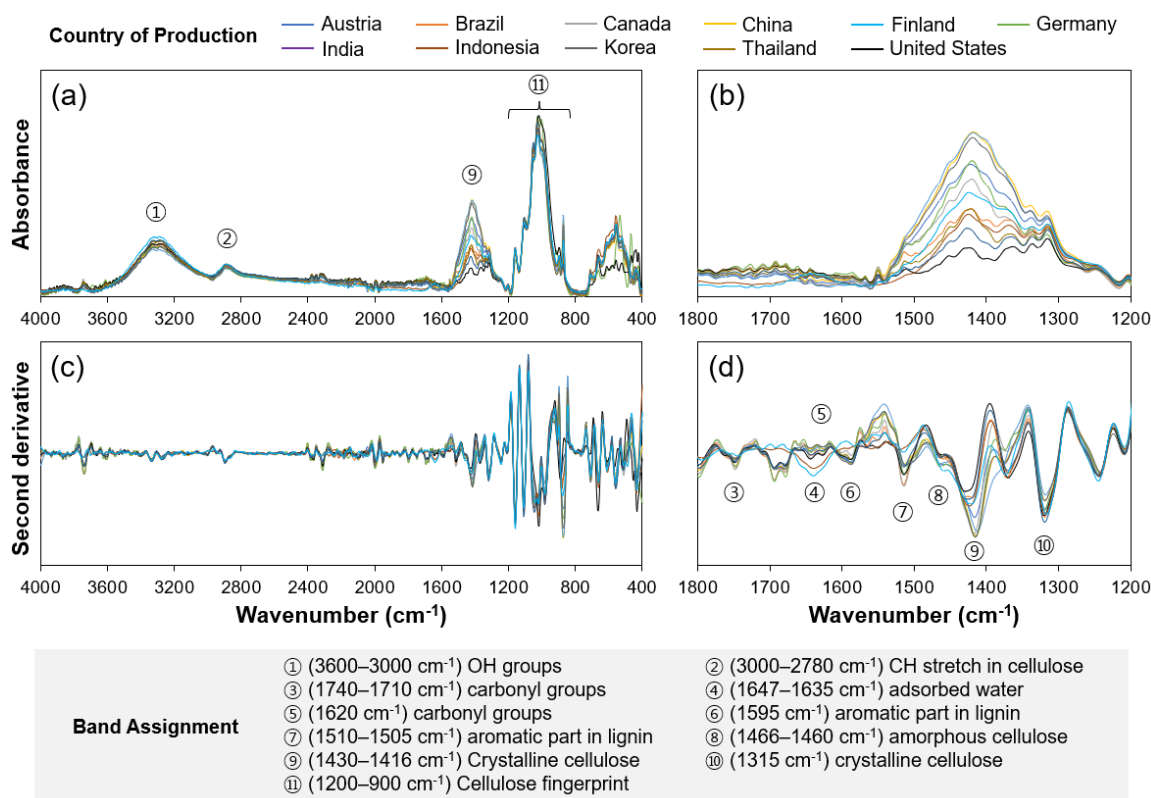 Country of Production
Austria Brazil Canada China Finland Germany
India Indonesia Korea Thailand United States
(a) ① ② ⑨ ⑪
Absorbance
4000 3600 3200 2800 2400 2000 1600 1200 800 400
(b)
1800 1700 1600 1500 1400 1300 1200
(c)
Second derivative
4000 3600 3200 2800 2400 2000 1600 1200 800 400
Wavenumber (cm⁻¹)
(d) ③ ④ ⑤ ⑥ ⑦ ⑧ ⑨ ⑩
1800 1700 1600 1500 1400 1300 1200
Wavenumber (cm⁻¹)
Band Assignment
① (3600–3000 cm⁻¹) OH groups
② (3000–2780 cm⁻¹) CH stretch in cellulose
③ (1740–1710 cm⁻¹) carbonyl groups
④ (1647–1635 cm⁻¹) adsorbed water
⑤ (1620 cm⁻¹) carbonyl groups
⑥ (1595 cm⁻¹) aromatic part in lignin
⑦ (1510–1505 cm⁻¹) aromatic part in lignin
⑧ (1466–1460 cm⁻¹) amorphous cellulose
⑨ (1430–1416 cm⁻¹) Crystalline cellulose
⑩ (1315 cm⁻¹) crystalline cellulose
⑪ (1200–900 cm⁻¹) Cellulose fingerprint